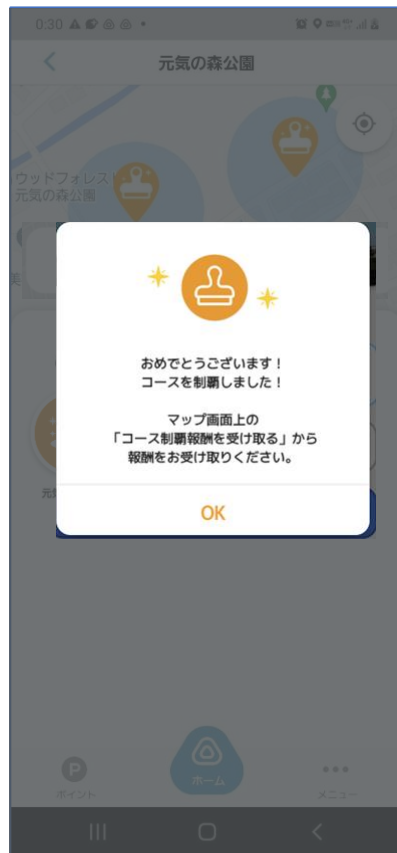 0:30
元気の森公園
ウッドフォレスト
元気の森公園
おめでとうございます！
コースを制覇しました！
マップ画面上の
「コース制覇報酬を受け取る」から
報酬をお受け取りください。
OK
ポイント
ホーム
メニュー